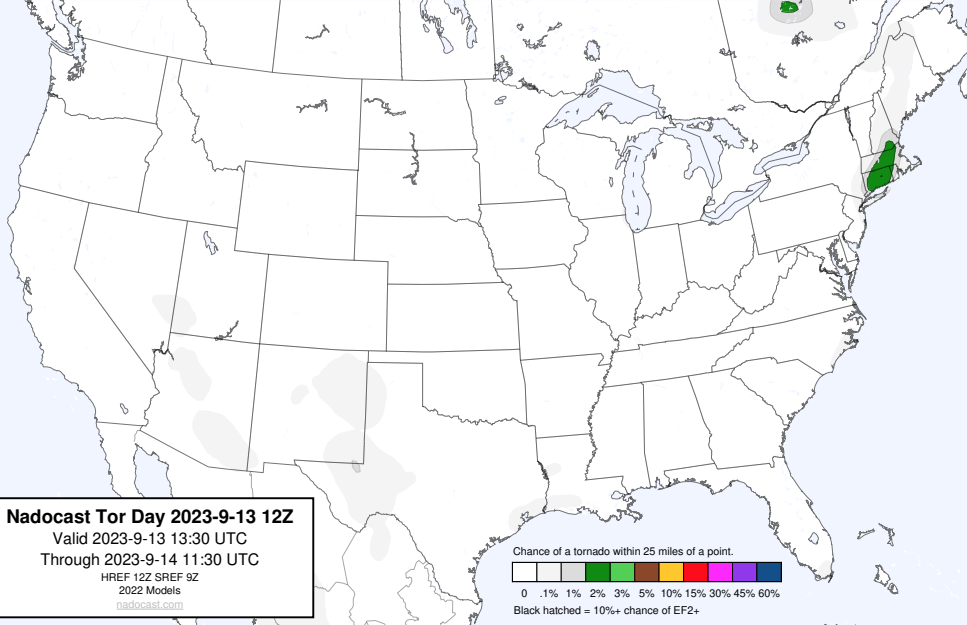 Nadocast Tor Day 2023-9-13 12Z
Valid 2023-9-13 13:30 UTC
Through 2023-9-14 11:30 UTC
HREF 12Z SREF 9Z
2022 Models
nadocast.com
Chance of a tornado within 25 miles of a point.
0 .1% 1% 2% 3% 5% 10% 15% 30% 45% 60%
Black hatched = 10%+ chance of EF2+